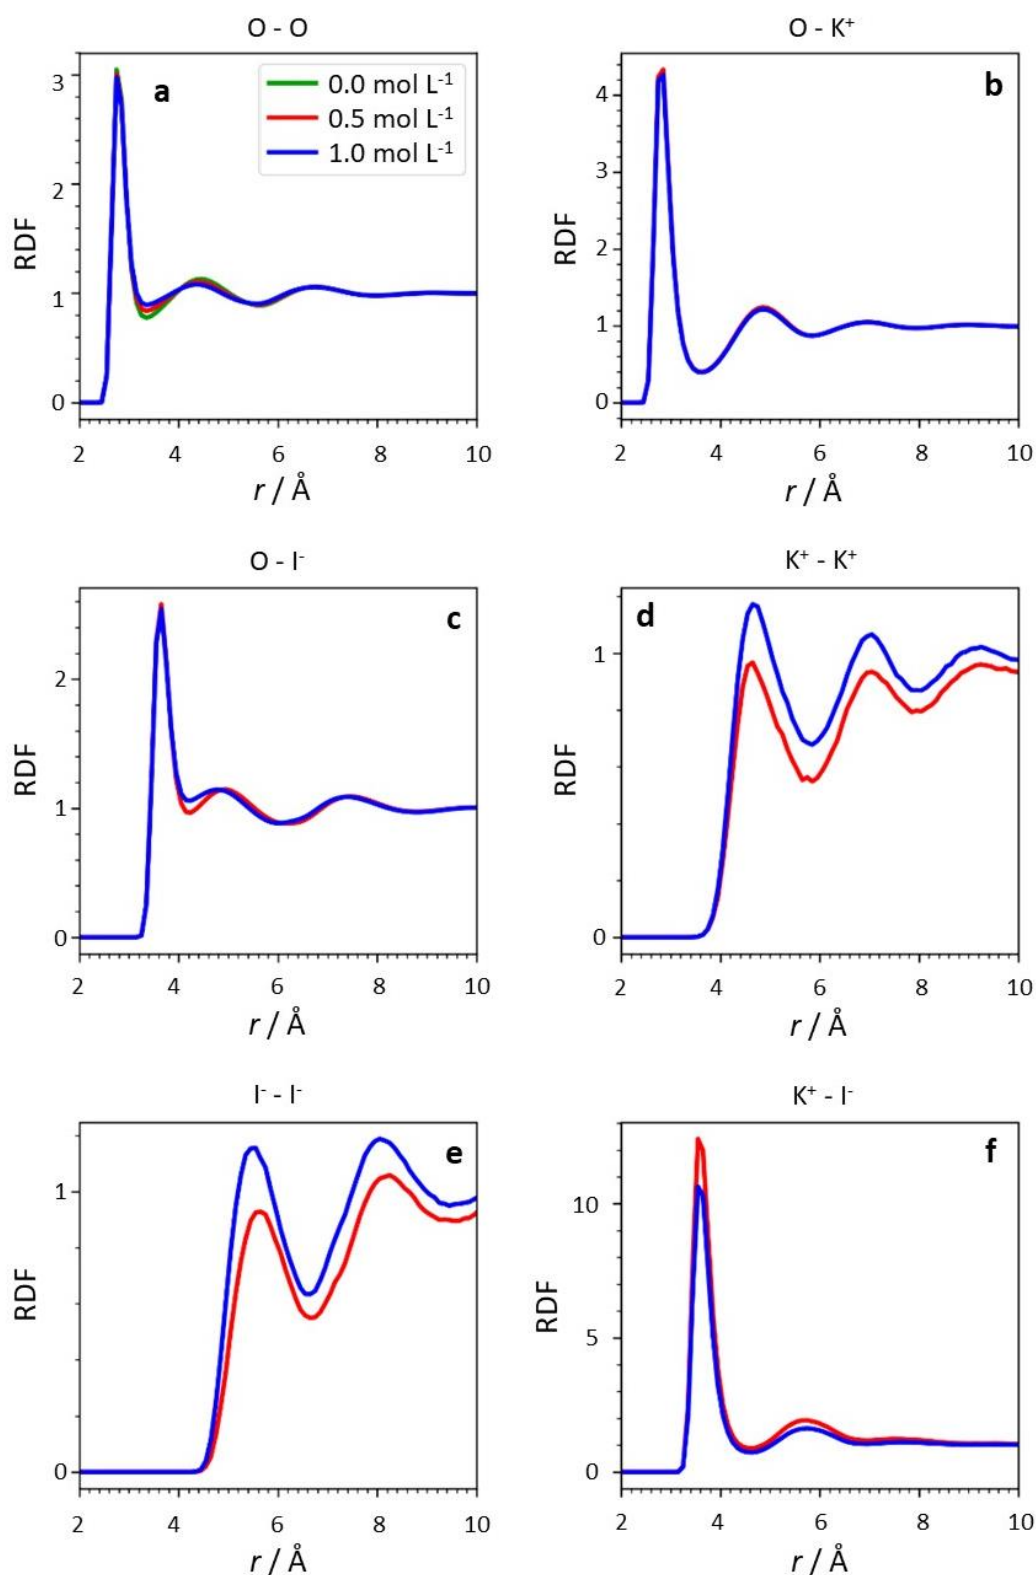 O - O
a
0.0 mol L⁻¹
0.5 mol L⁻¹
1.0 mol L⁻¹
RDF
3
2
1
0
2 4 6 8 10
r / Å
O - K⁺
b
RDF
4
3
2
1
0
2 4 6 8 10
r / Å
O - I⁻
c
RDF
2
1
0
2 4 6 8 10
r / Å
K⁺ - K⁺
d
RDF
1
0
2 4 6 8 10
r / Å
I⁻ - I⁻
e
RDF
1
0
2 4 6 8 10
r / Å
K⁺ - I⁻
f
RDF
10
5
0
2 4 6 8 10
r / Å